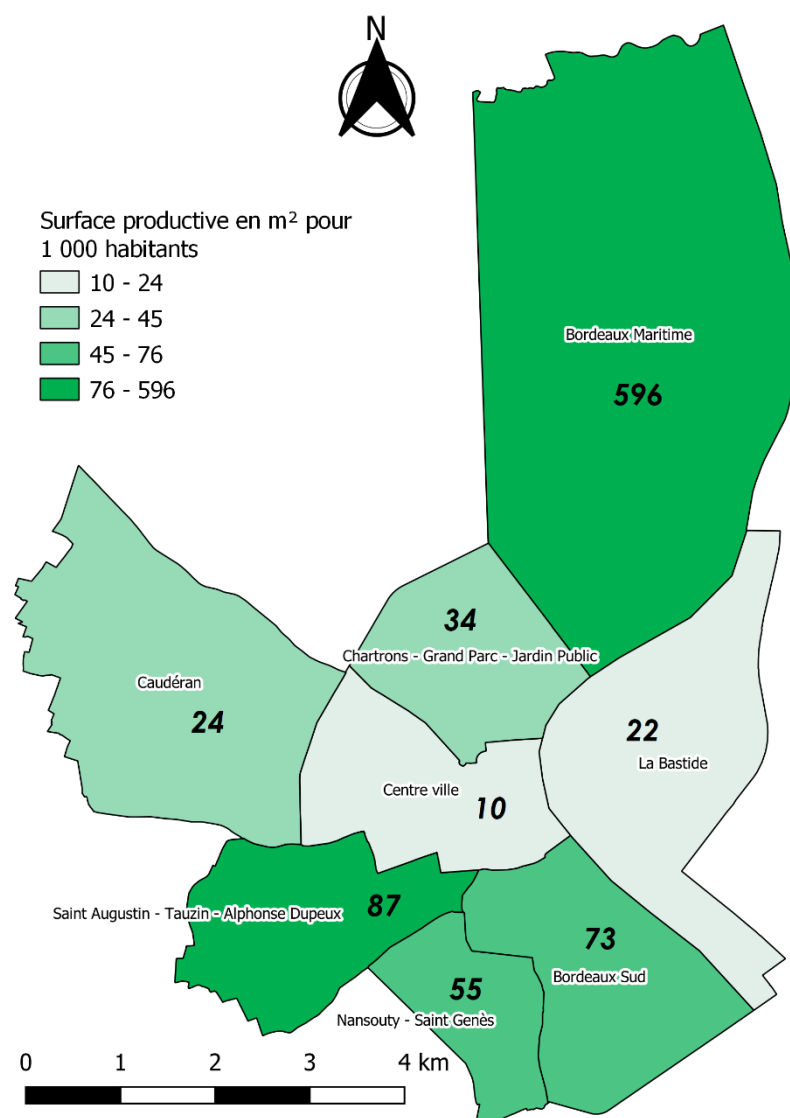 N
Surface productive en m² pour
1 000 habitants
10 - 24
24 - 45
45 - 76
76 - 596
Bordeaux Maritime
596
34
Chartrons - Grand Parc - Jardin Public
Caudéran
24
22
La Bastide
Centre ville
10
87
Saint Augustin - Tauzin - Alphonse Dupeux
73
Bordeaux Sud
55
Nansouty - Saint Genès
0 1 2 3 4 km